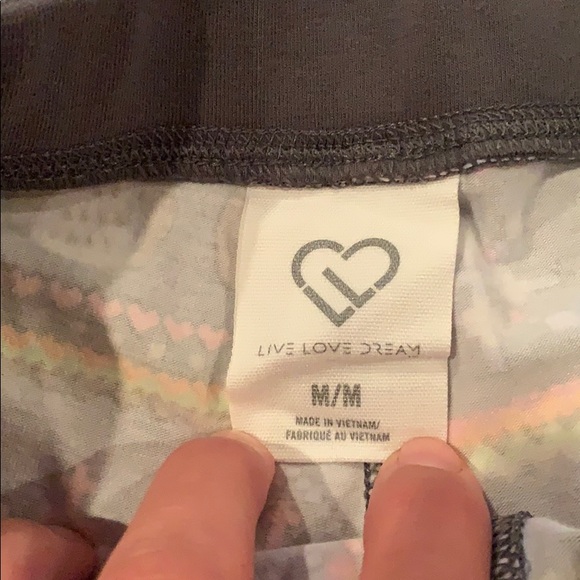 LIVE LOVE DREAM
M/M
MADE IN VIETNAM/
FABRIQUÉ AU VIETNAM